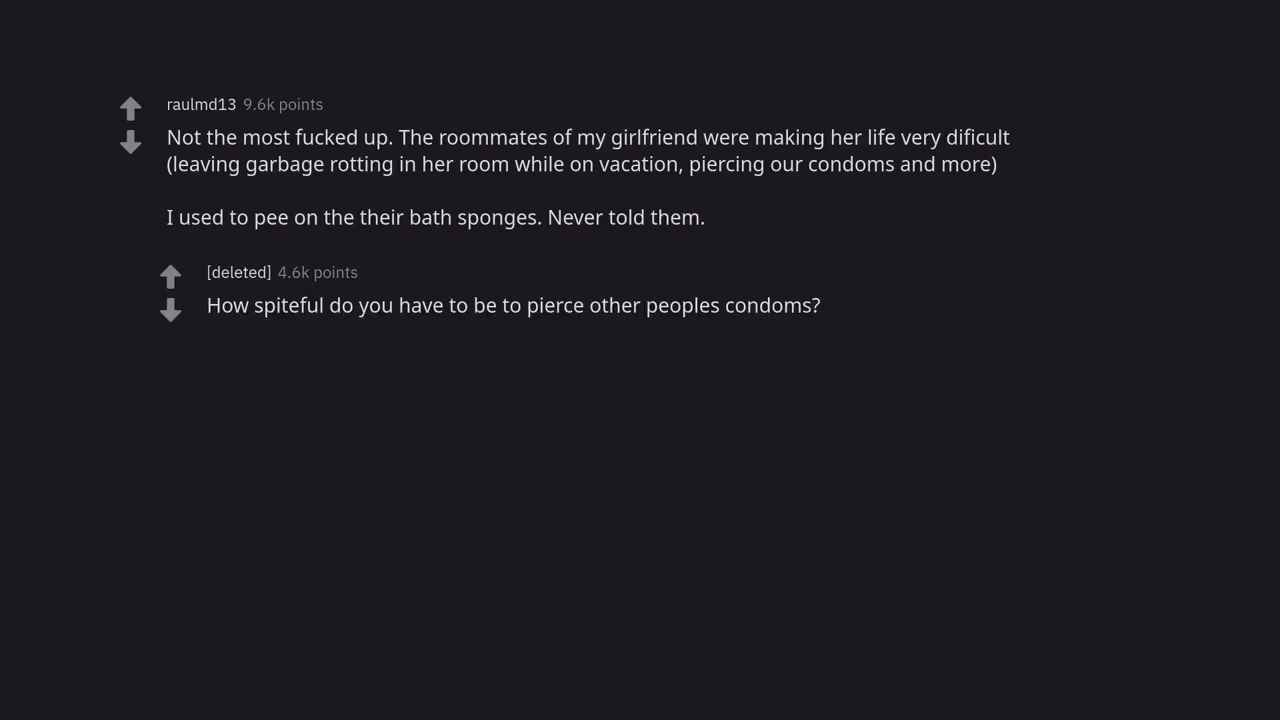 raulmd13 9.6k points
Not the most fucked up. The roommates of my girlfriend were making her life very dificult
(leaving garbage rotting in her room while on vacation, piercing our condoms and more)
I used to pee on the their bath sponges. Never told them.
[deleted] 4.6k points
How spiteful do you have to be to pierce other peoples condoms?